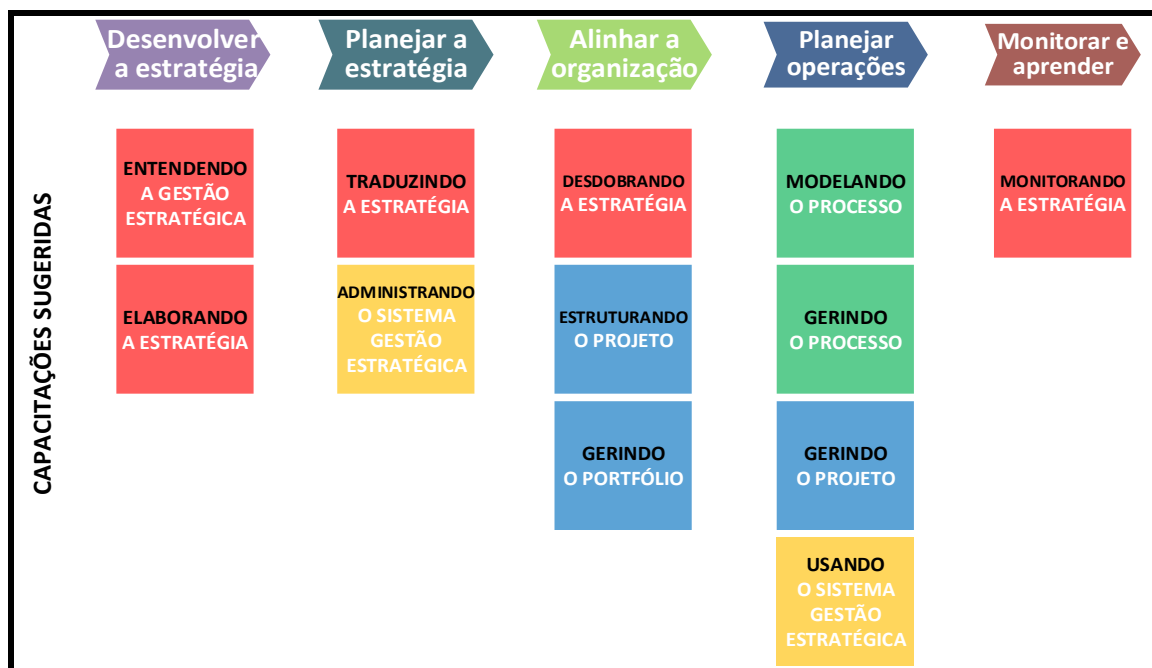 Desenvolver
a estratégia
Planejar a
estratégia
Alinhar a
organização
Planejar
operações
Monitorar e
aprender
CAPACITAÇÕES SUGERIDAS
ENTENDENDO
A GESTÃO
ESTRATÉGICA
ELABORANDO
A ESTRATÉGIA
TRADUZINDO
A ESTRATÉGIA
ADMINISTRANDO
O SISTEMA
GESTÃO
ESTRATÉGICA
DESDOBRANDO
A ESTRATÉGIA
ESTRUTURANDO
O PROJETO
GERINDO
O PORTFÓLIO
MODELANDO
O PROCESSO
GERINDO
O PROCESSO
GERINDO
O PROJETO
USANDO
O SISTEMA
GESTÃO
ESTRATÉGICA
MONITORANDO
A ESTRATÉGIA